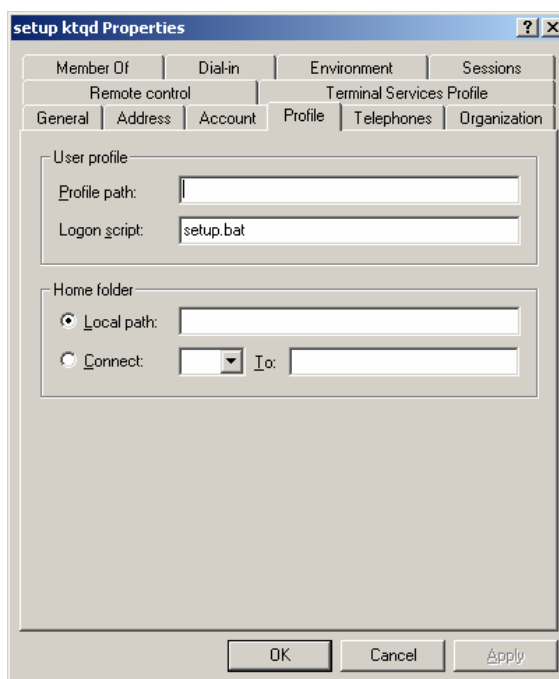 setup ktqd Properties
Member Of Dial-in Environment Sessions
Remote control Terminal Services Profile
General Address Account Profile Telephones Organization
User profile
Profile path:
Logon script: setup.bat
Home folder
Local path:
Connect: To:
OK Cancel Apply